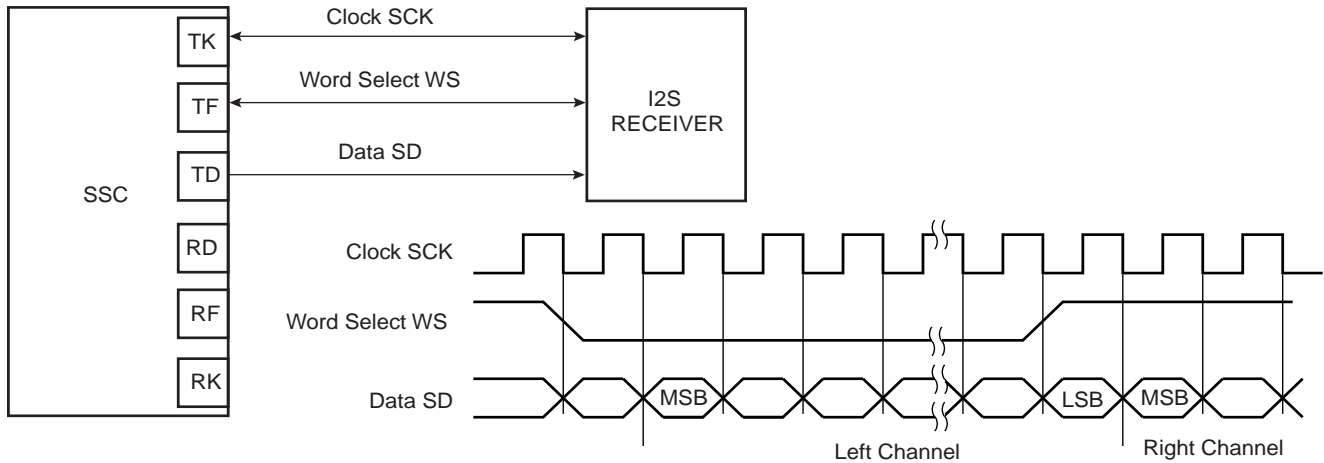 Clock SCK
TK
Word Select WS
TF
I2S
RECEIVER
Data SD
TD
SSC
RD
RF
RK
Clock SCK
Word Select WS
Data SD
MSB
LSB
MSB
Left Channel
Right Channel